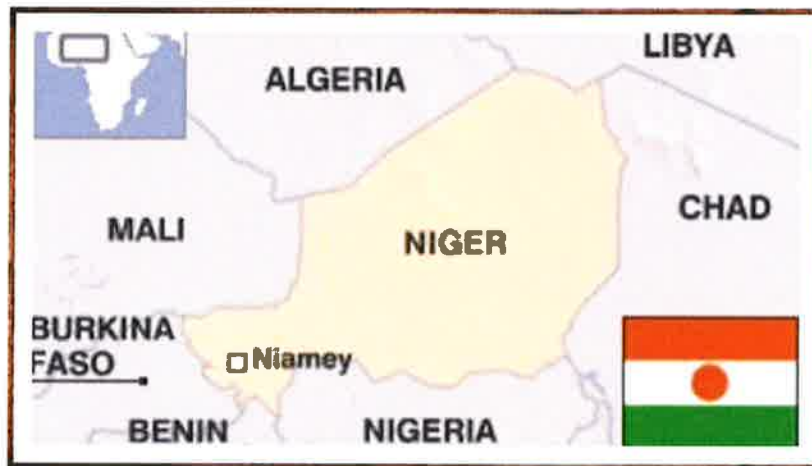 LIBYA
ALGERIA
CHAD
MALI
NIGER
BURKINA
FASO
Niamey
BENIN
NIGERIA